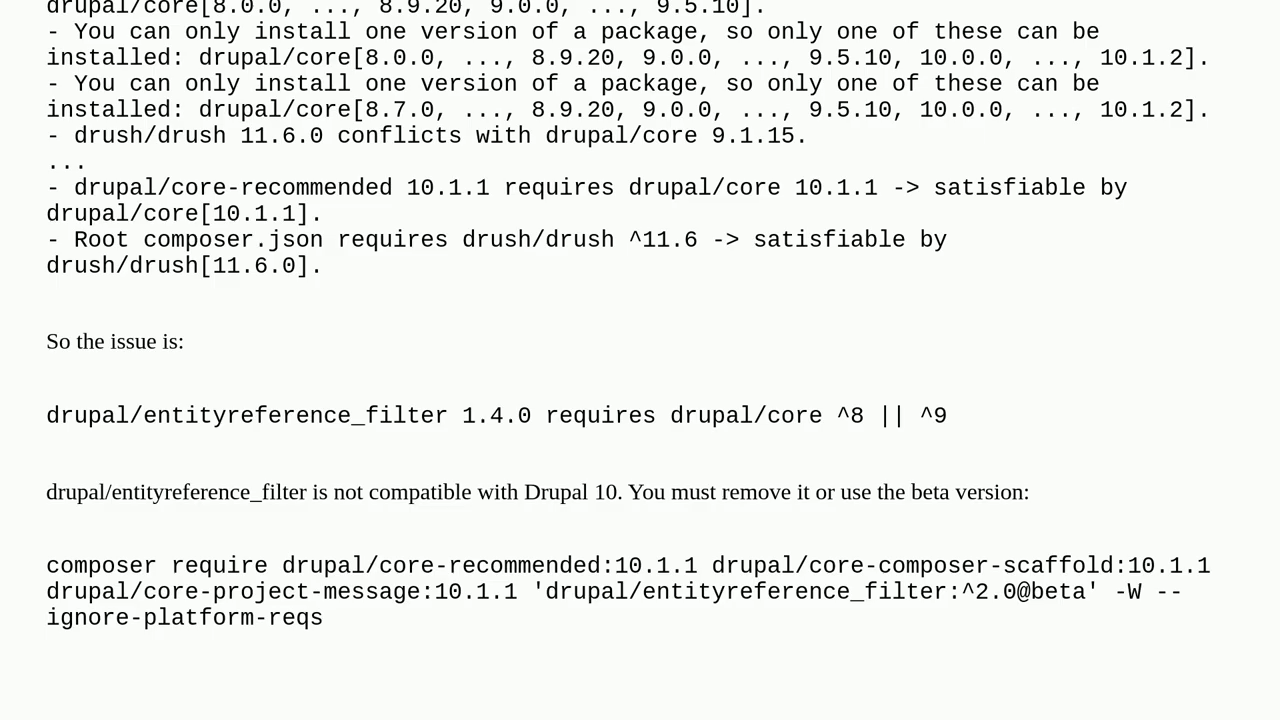 drupal/core[8.0.0, ..., 8.9.20, 9.0.0, ..., 9.5.10].
- You can only install one version of a package, so only one of these can be
installed: drupal/core[8.0.0, ..., 8.9.20, 9.0.0, ..., 9.5.10, 10.0.0, ..., 10.1.2].
- You can only install one version of a package, so only one of these can be
installed: drupal/core[8.7.0, ..., 8.9.20, 9.0.0, ..., 9.5.10, 10.0.0, ..., 10.1.2].
- drush/drush 11.6.0 conflicts with drupal/core 9.1.15.
...
- drupal/core-recommended 10.1.1 requires drupal/core 10.1.1 -> satisfiable by
drupal/core[10.1.1].
- Root composer.json requires drush/drush ^11.6 -> satisfiable by
drush/drush[11.6.0].
So the issue is:
drupal/entityreference_filter 1.4.0 requires drupal/core ^8 || ^9
drupal/entityreference_filter is not compatible with Drupal 10. You must remove it or use the beta version:
composer require drupal/core-recommended:10.1.1 drupal/core-composer-scaffold:10.1.1
drupal/core-project-message:10.1.1 'drupal/entityreference_filter:^2.0@beta' -W --
ignore-platform-reqs